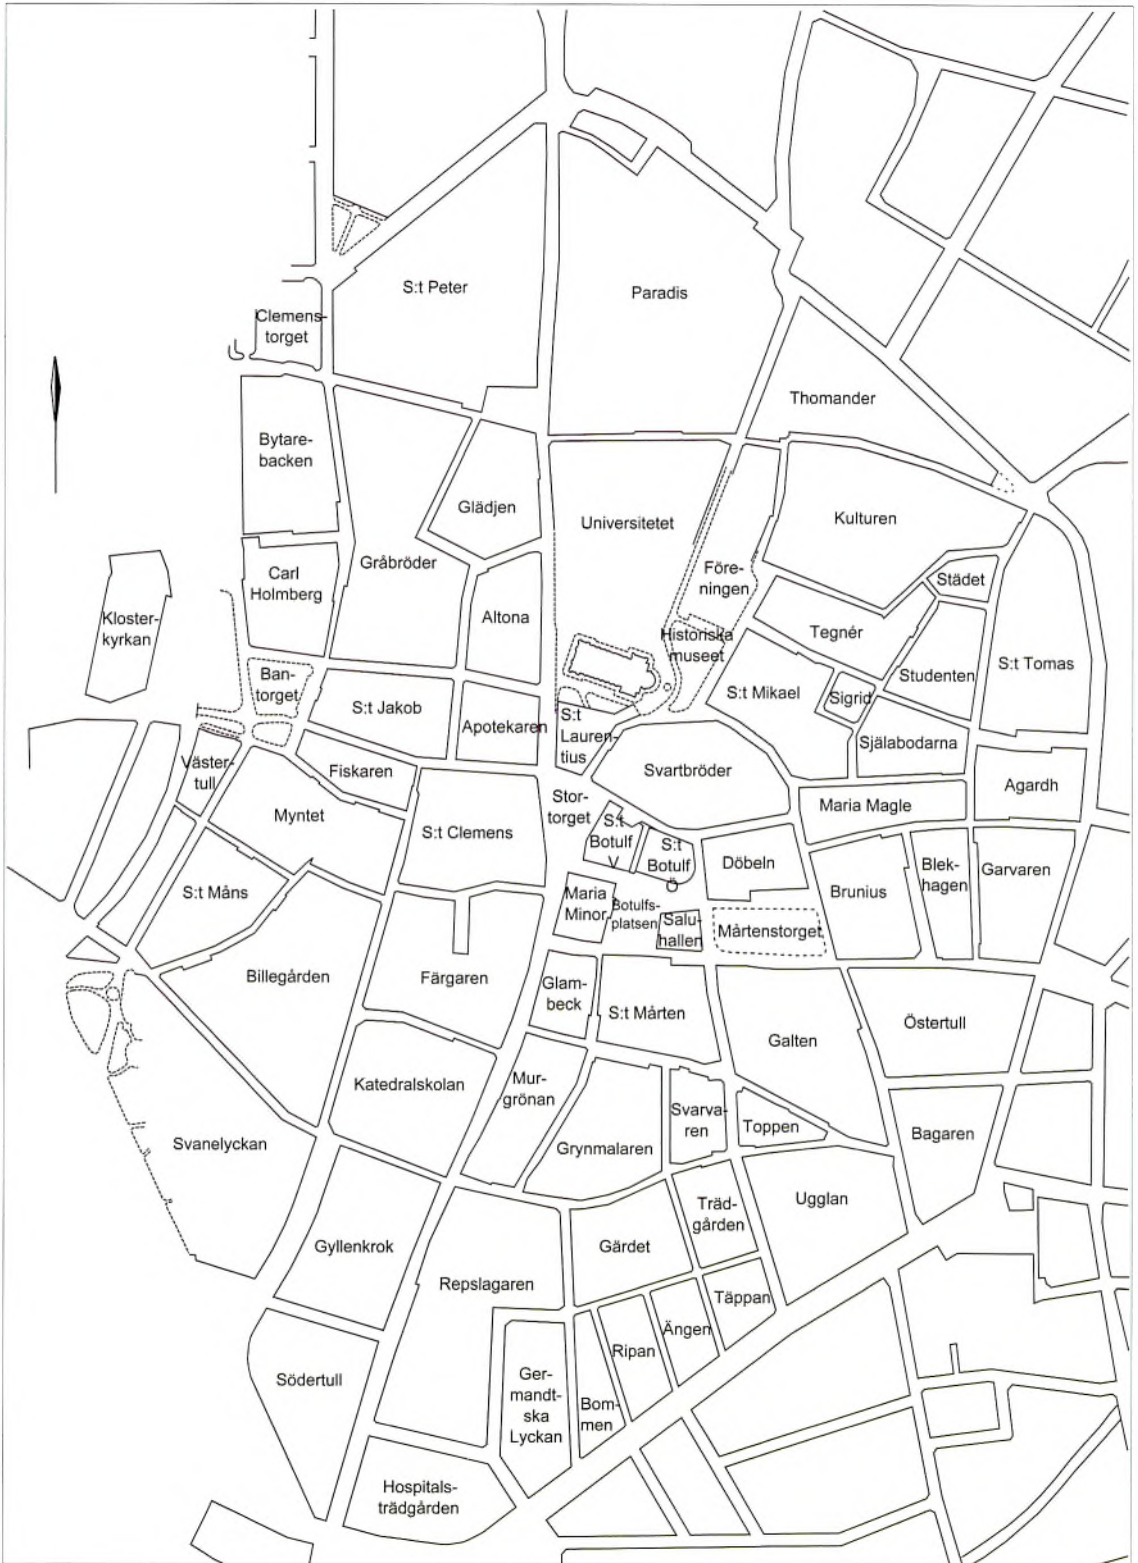 S:t Peter
Paradis
Clemens-
torget
Thomander
Bytare-
backen
Glädjen
Universitetet
Kulturen
Gråbröder
Carl
Holmberg
Före-
ningen
Städet
Kloster-
kyrkan
Altona
Historiska
museet
Tegnér
S:t Tomas
Ban-
torget
S:t Jakob
Apotekaren
S:t
Lauren-
tius
S:t Mikael
Sigrid
Studenten
Själabodarna
Väster-
tull
Fiskaren
Svartbröder
Agardh
Myntet
S:t Clemens
Stor-
torget
S:t
Botulf
V
S:t
Botulf
Ö
Maria Magle
Döbeln
S:t Måns
Maria
Minor
Botulfs-
platsen
Salu-
hallen
Mårtenstorget
Brunius
Blek-
hagen
Garvaren
Billegården
Färgaren
Glam-
beck
S:t Mårten
Galten
Östertull
Katedralskolan
Mur-
grönan
Svarva-
ren
Toppen
Bagaren
Svanelyckan
Grynmalaren
Ugglan
Träd-
gården
Gyllenkrok
Gärdet
Repslagaren
Täppan
Ängen
Ripan
Södertull
Ger-
mandt-
ska
Lyckan
Bom-
men
Hospitals-
trädgården